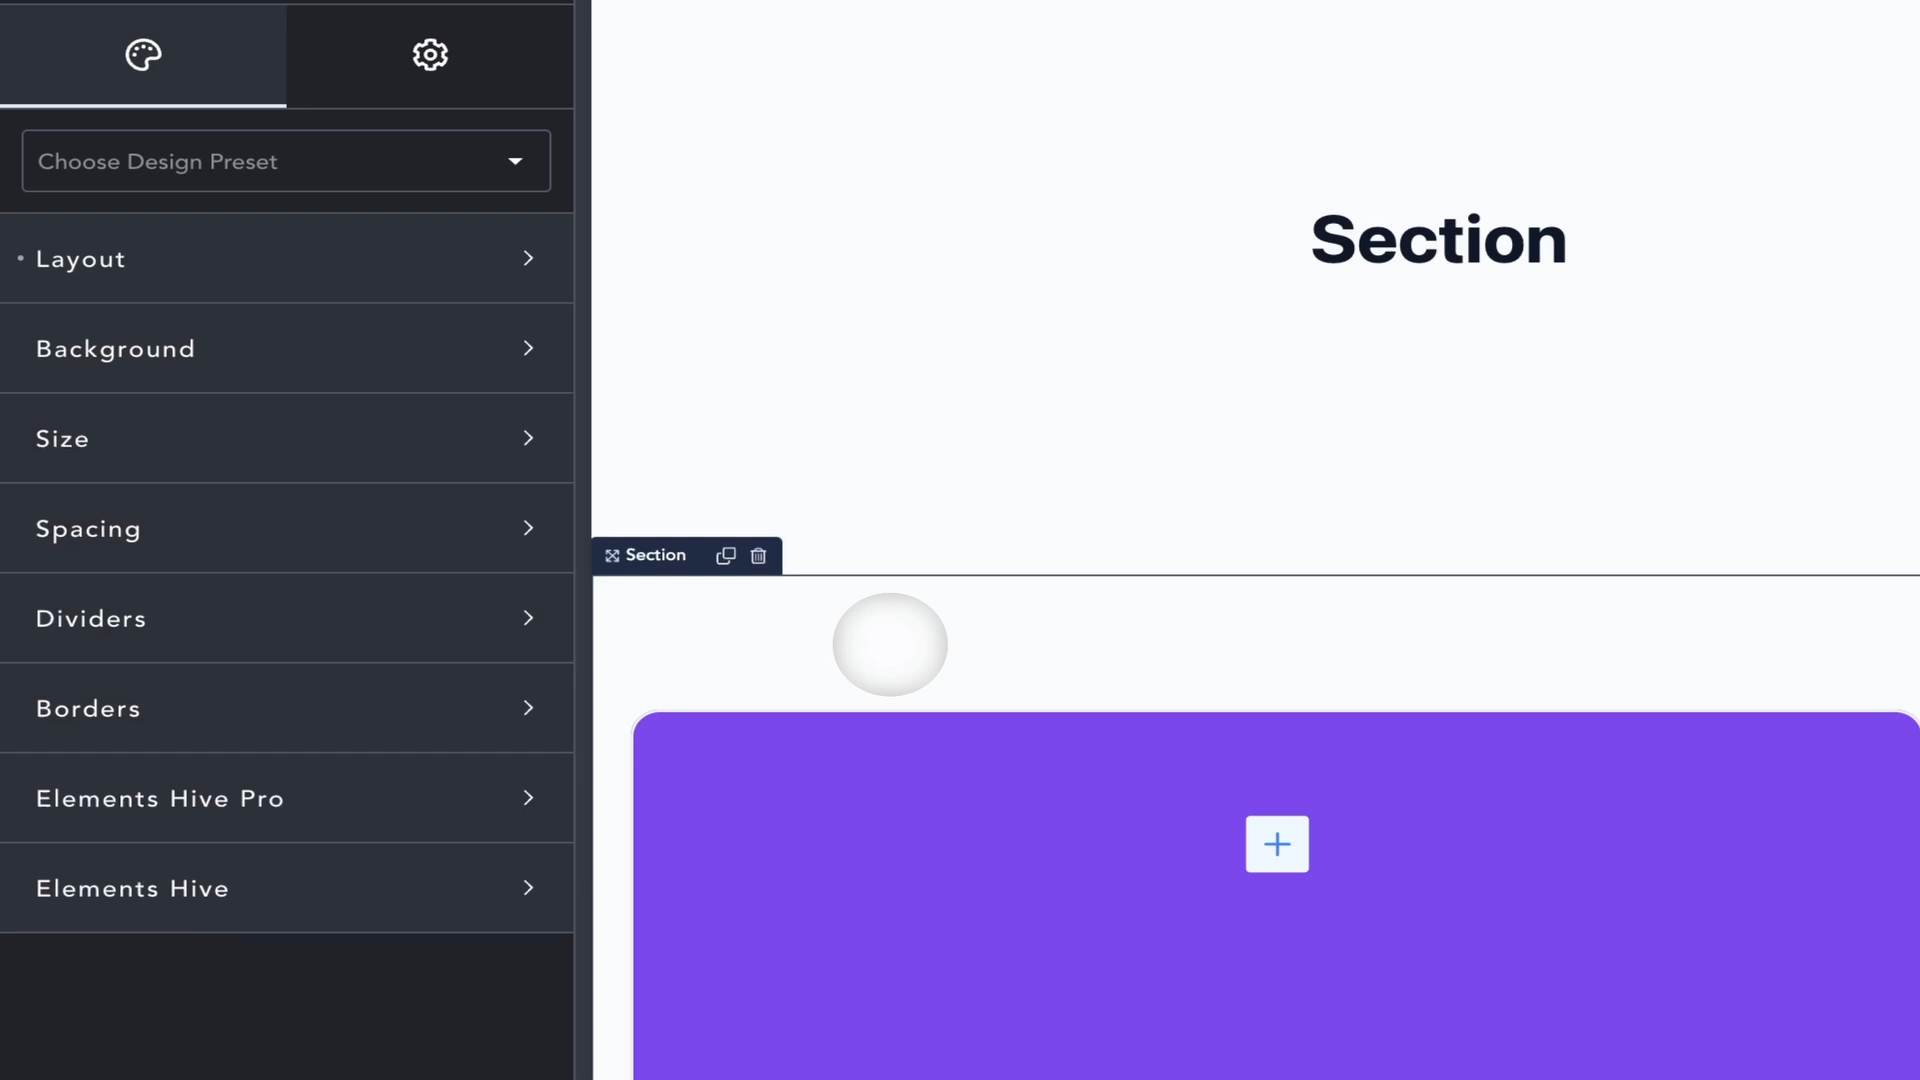 Choose Design Preset
Layout
Background
Size
Spacing
Dividers
Borders
Elements Hive Pro
Elements Hive
Section
Section